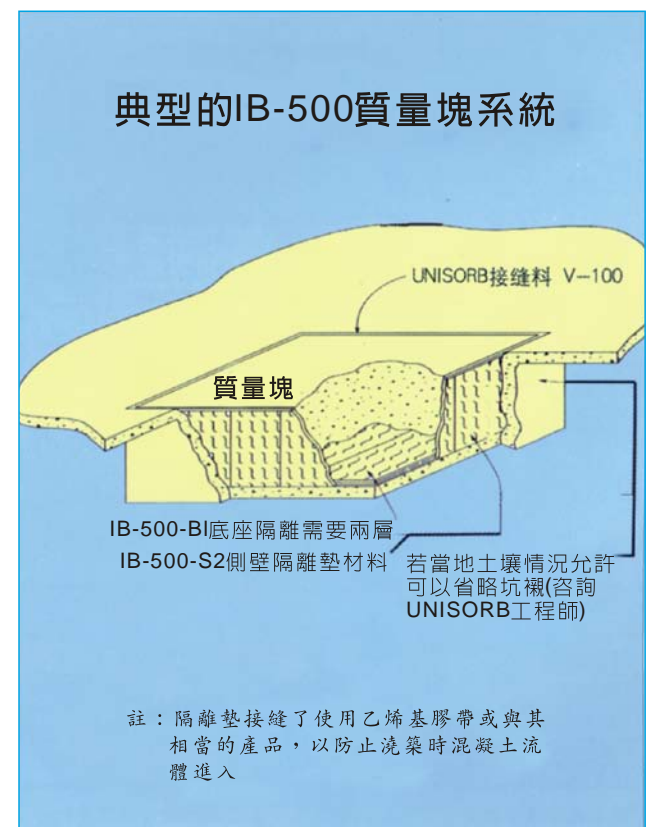 典型的IB-500質量塊系統
UNISORB接缝料 V-100
質量塊
IB-500-BI底座隔離需要兩層
IB-500-S2側壁隔離墊材料
若當地土壤情況允許
可以省略坑襯(咨詢
UNISORB工程師)
註：隔離墊接縫了使用乙烯基膠帶或與其
相當的產品，以防止澆築時混凝土流
體進入